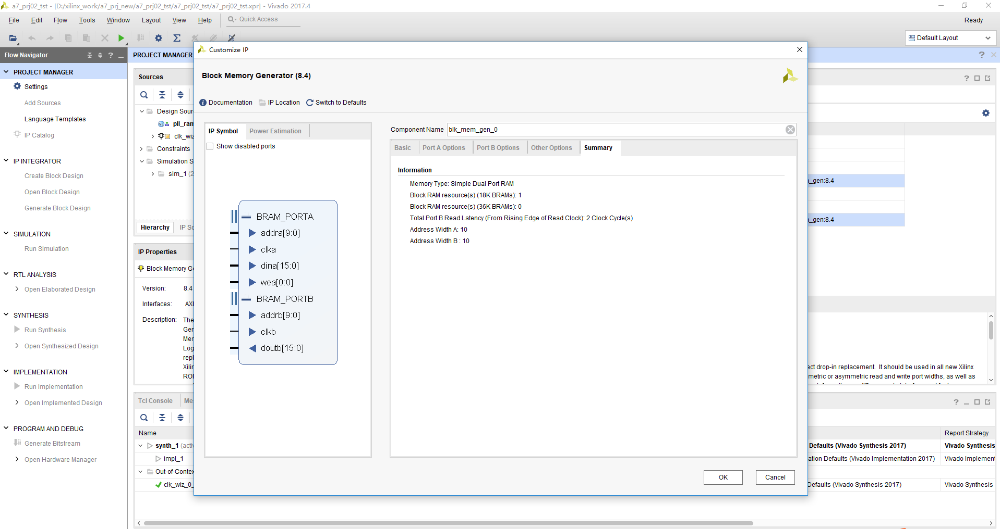 a7_prj02_tst - [D:/xilinx_work/a7_prj_new/a7_prj02_tst/a7_prj02_tst/a7_prj02_tst.xpr] - Vivado 2017.4
File Edit Flow Tools Window Layout View Help Quick Access Ready
Default Layout
Flow Navigator
PROJECT MANAGER
Settings
Add Sources
Language Templates
IP Catalog
IP INTEGRATOR
Create Block Design
Open Block Design
Generate Block Design
SIMULATION
Run Simulation
RTL ANALYSIS
Open Elaborated Design
SYNTHESIS
Run Synthesis
Open Synthesized Design
IMPLEMENTATION
Run Implementation
Open Implemented Design
PROGRAM AND DEBUG
Generate Bitstream
Open Hardware Manager
PROJECT MANAGER
Sources
Design Sour
pll_ram
clk_wiz
Constraints
Simulation S
sim_1 (2
Hierarchy IP So
IP Properties
Block Memory Ge
Version: 8.4
Interfaces: AXI
Description: The
Gen
Mem
Log
repl
Xilin
ROM
Tcl Console Me
Name
synth_1 (activ
impl_1
Out-of-Contex
clk_wiz_0_
Customize IP
Block Memory Generator (8.4)
Documentation IP Location Switch to Defaults
IP Symbol Power Estimation
Show disabled ports
BRAM_PORTA
addra[9:0]
clka
dina[15:0]
wea[0:0]
BRAM_PORTB
addrb[9:0]
clkb
doutb[15:0]
Component Name blk_mem_gen_0
Basic Port A Options Port B Options Other Options Summary
Information
Memory Type: Simple Dual Port RAM
Block RAM resource(s) (18K BRAMs): 1
Block RAM resource(s) (36K BRAMs): 0
Total Port B Read Latency (From Rising Edge of Read Clock): 2 Clock Cycle(s)
Address Width A: 10
Address Width B : 10
OK Cancel
_gen:8.4
_gen:8.4
ect drop-in replacement. It should be used in all new Xilinx
metric or asymmetric read and write port widths, as well as
Report Strategy
Defaults (Vivado Synthesis 2017) Vivado Synthesis
ation Defaults (Vivado Implementation 2017) Vivado Implemen
Defaults (Vivado Synthesis 2017) Vivado Synthesis